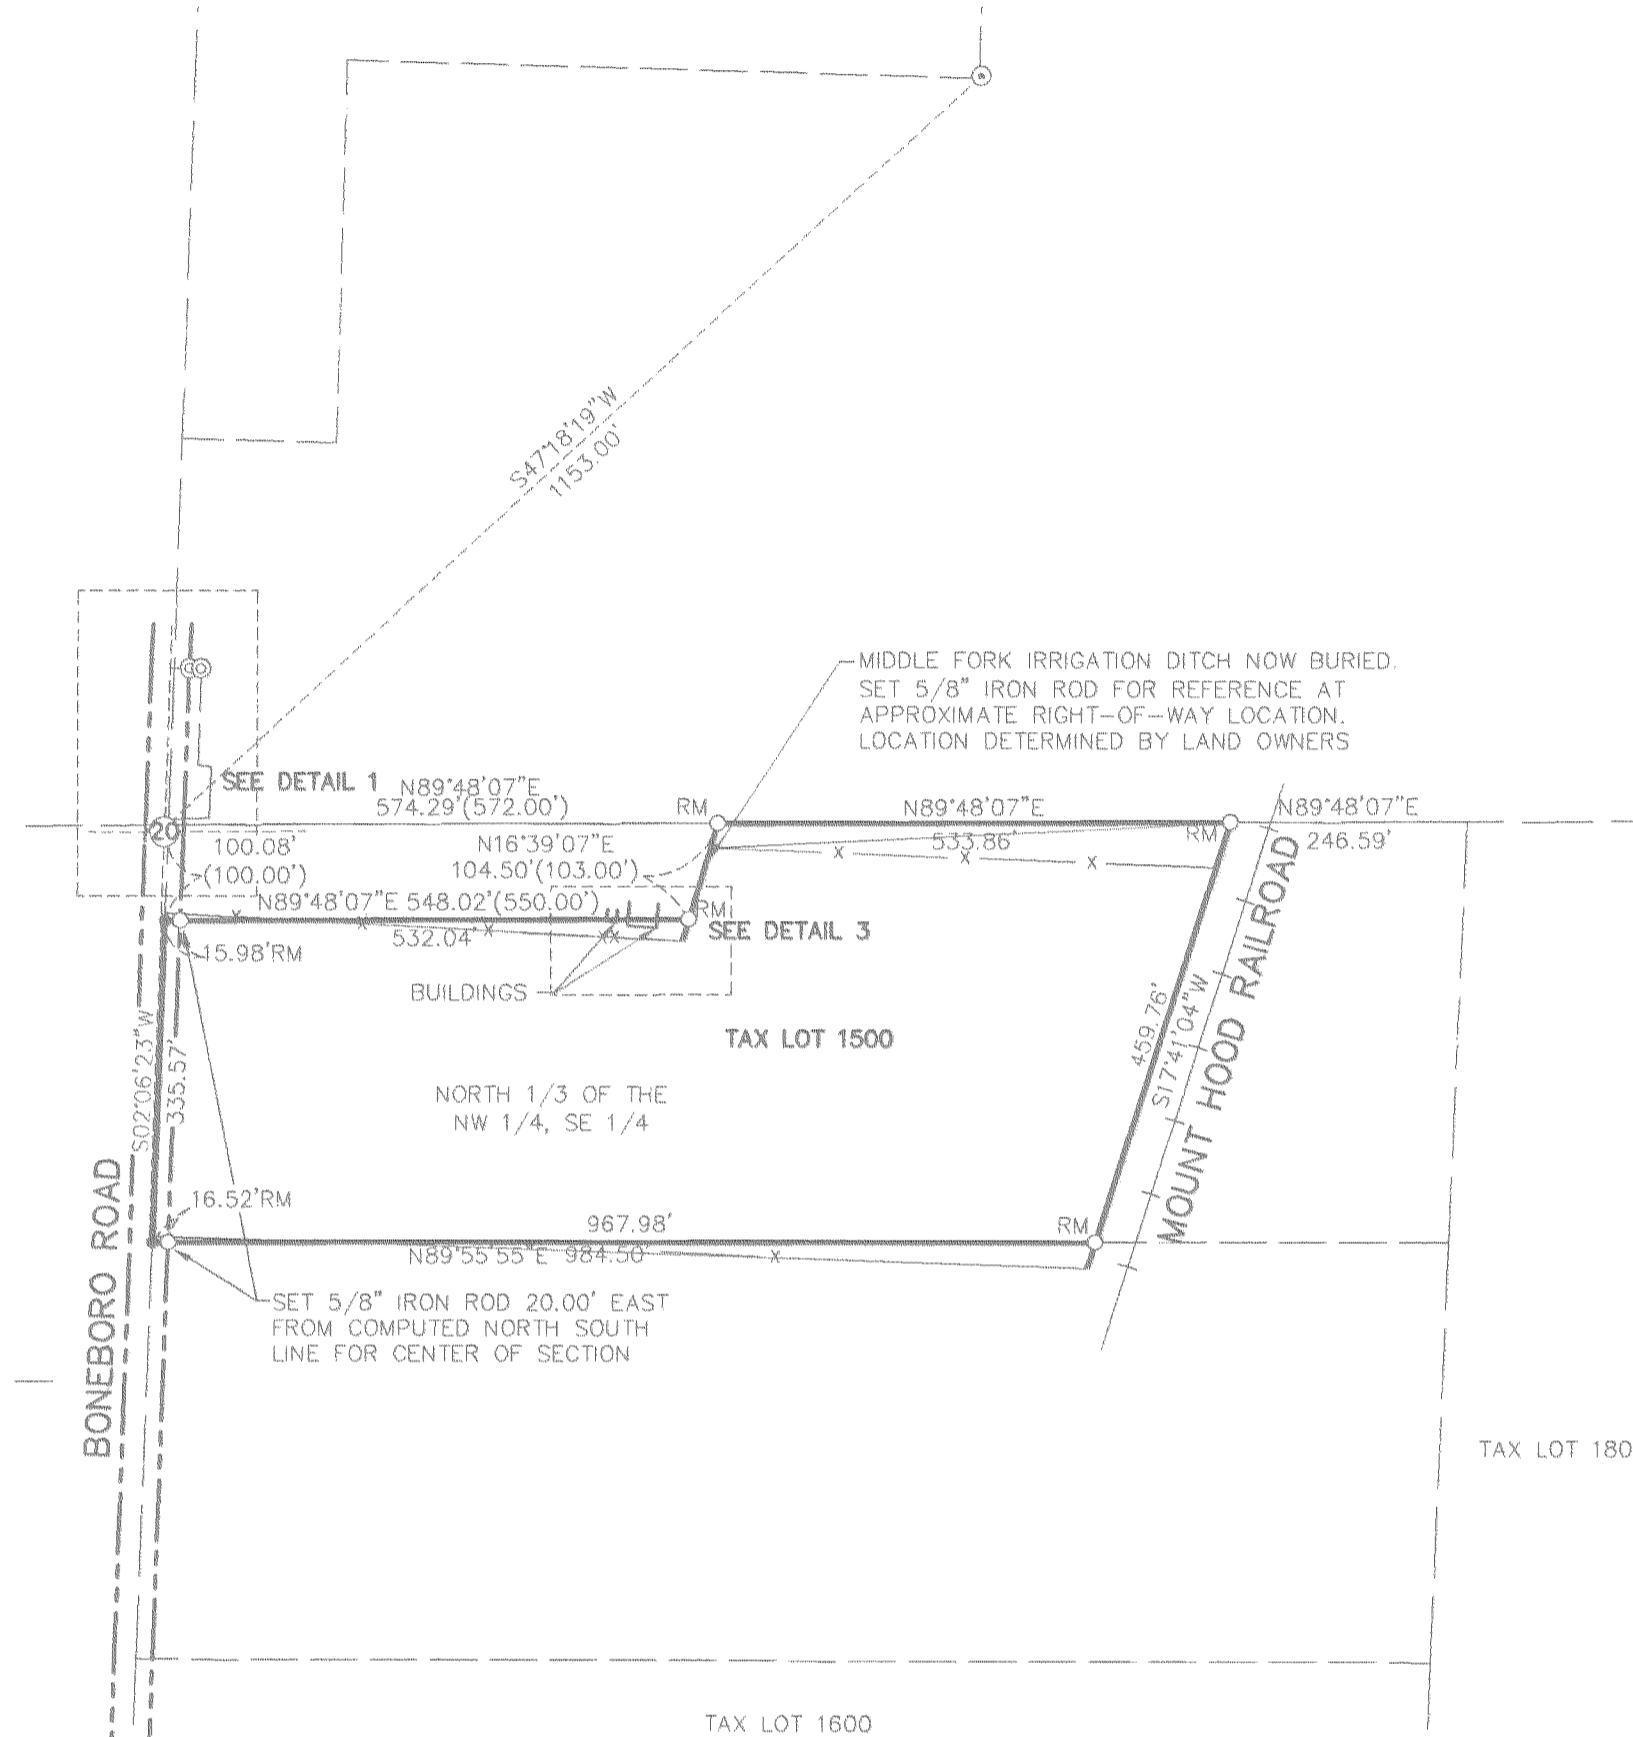 S47°18'19"W
1153.00'
MIDDLE FORK IRRIGATION DITCH NOW BURIED.
SET 5/8" IRON ROD FOR REFERENCE AT
APPROXIMATE RIGHT-OF-WAY LOCATION.
LOCATION DETERMINED BY LAND OWNERS
SEE DETAIL 1
N89°48'07"E
574.29'(572.00')
RM
N89°48'07"E
533.86'
RM
N89°48'07"E
246.59'
20
100.08'
(100.00')
N16°39'07"E
104.50'(103.00')
N89°48'07"E 548.02'(550.00')
532.04'
RM
SEE DETAIL 3
15.98'RM
BUILDINGS
TAX LOT 1500
NORTH 1/3 OF THE
NW 1/4, SE 1/4
S02°06'23"W
335.57'
459.76'
S17°41'04"W
MOUNT HOOD RAILROAD
16.52'RM
967.98'
RM
N89°55'55"E 984.50'
SET 5/8" IRON ROD 20.00' EAST
FROM COMPUTED NORTH SOUTH
LINE FOR CENTER OF SECTION
BONEBORO ROAD
TAX LOT 180
TAX LOT 1600